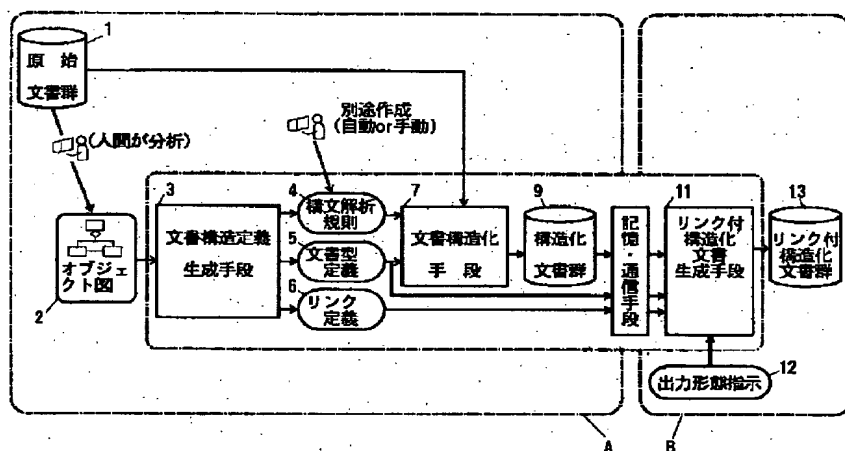 1
原 始
文書群
(人間が分析)
別途作成
(自動or手動)
2
オブジェ
クト図
3
文書構造定義
生成手段
4
構文解析
規則
5
文書型
定義
6
リンク
定義
7
文書構造化
手 段
9
構造化
文書群
記憶・通信手段
11
リンク付
構造化
文書
生成手段
13
リンク付
構造化
文書群
出力形態指示
12
A
B